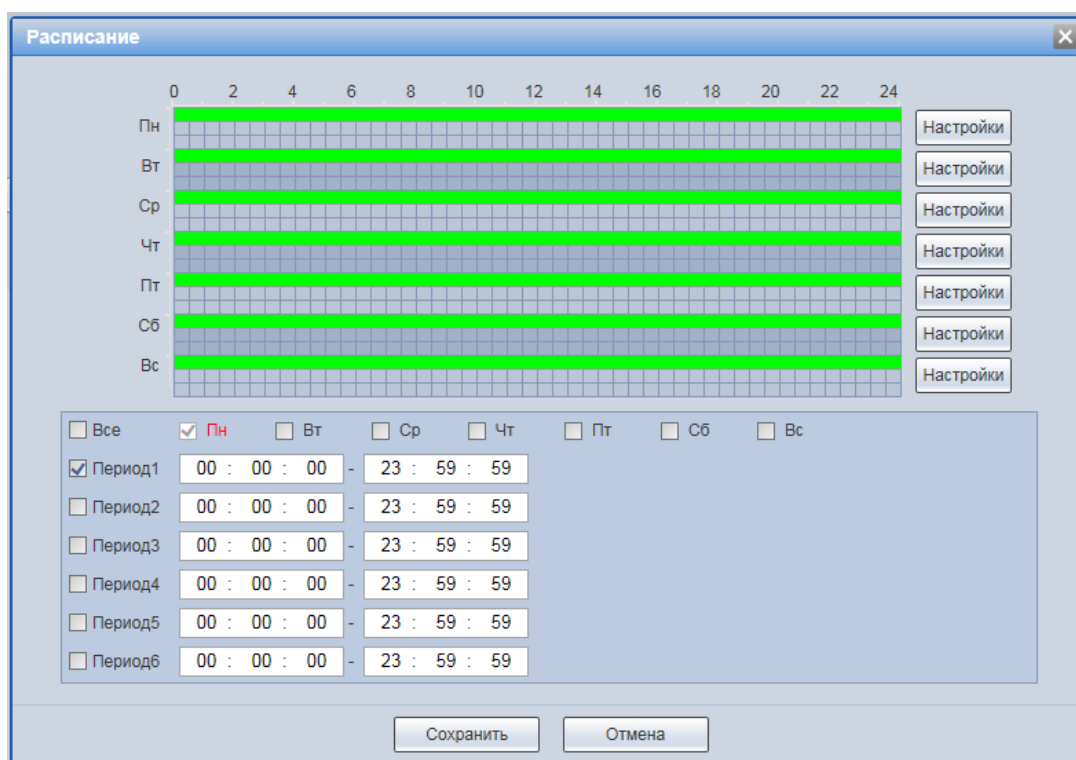 Расписание
0 2 4 6 8 10 12 14 16 18 20 22 24
Пн Настройки
Вт Настройки
Ср Настройки
Чт Настройки
Пт Настройки
Сб Настройки
Вс Настройки
Все Пн Вт Ср Чт Пт Сб Вс
Период1 00 : 00 : 00 - 23 : 59 : 59
Период2 00 : 00 : 00 - 23 : 59 : 59
Период3 00 : 00 : 00 - 23 : 59 : 59
Период4 00 : 00 : 00 - 23 : 59 : 59
Период5 00 : 00 : 00 - 23 : 59 : 59
Период6 00 : 00 : 00 - 23 : 59 : 59
Сохранить Отмена